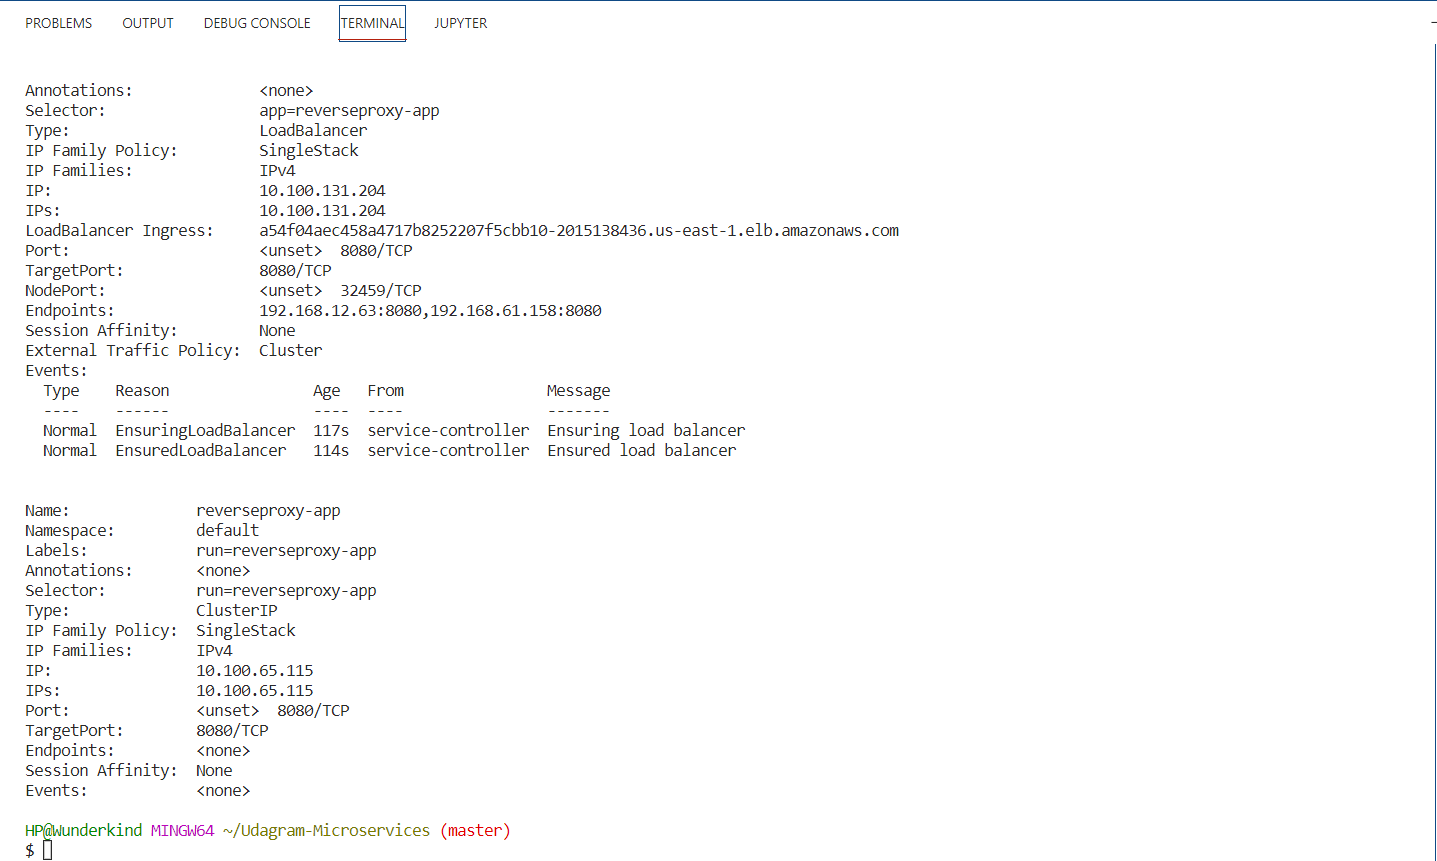 PROBLEMS OUTPUT DEBUG CONSOLE TERMINAL JUPYTER
Annotations: <none>
Selector: app=reverseproxy-app
Type: LoadBalancer
IP Family Policy: SingleStack
IP Families: IPv4
IP: 10.100.131.204
IPs: 10.100.131.204
LoadBalancer Ingress: a54f04aec458a4717b8252207f5cbb10-2015138436.us-east-1.elb.amazonaws.com
Port: <unset> 8080/TCP
TargetPort: 8080/TCP
NodePort: <unset> 32459/TCP
Endpoints: 192.168.12.63:8080,192.168.61.158:8080
Session Affinity: None
External Traffic Policy: Cluster
Events:
Type Reason Age From Message
---- ------ ---- ---- -------
Normal EnsuringLoadBalancer 117s service-controller Ensuring load balancer
Normal EnsuredLoadBalancer 114s service-controller Ensured load balancer
Name: reverseproxy-app
Namespace: default
Labels: run=reverseproxy-app
Annotations: <none>
Selector: run=reverseproxy-app
Type: ClusterIP
IP Family Policy: SingleStack
IP Families: IPv4
IP: 10.100.65.115
IPs: 10.100.65.115
Port: <unset> 8080/TCP
TargetPort: 8080/TCP
Endpoints: <none>
Session Affinity: None
Events: <none>
HP@Wunderkind MINGW64 ~/Udagram-Microservices (master)
$